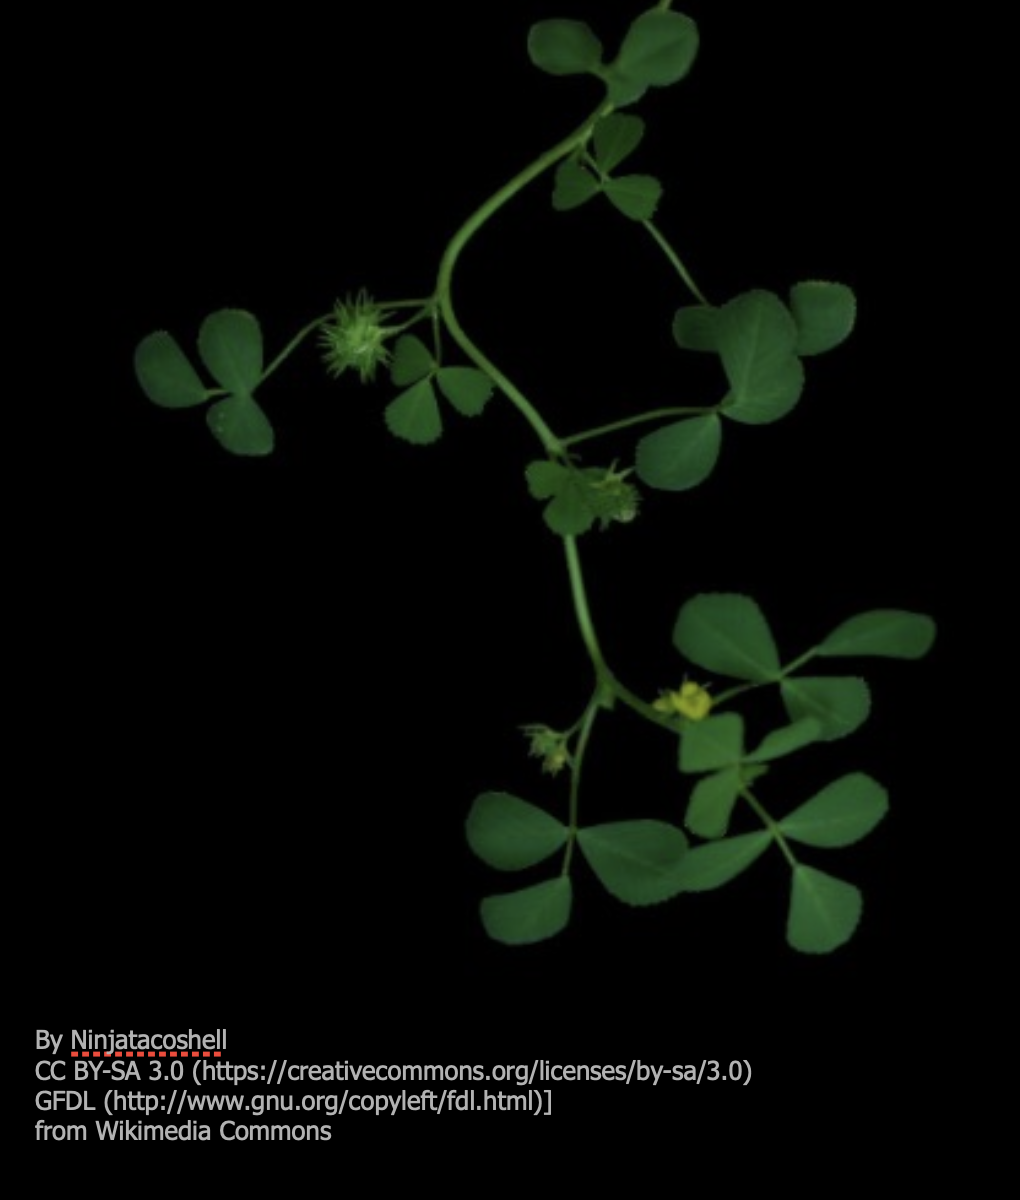 By Ninjatacoshell
CC BY-SA 3.0 (https://creativecommons.org/licenses/by-sa/3.0)
GFDL (http://www.gnu.org/copyleft/fdl.html)]
from Wikimedia Commons